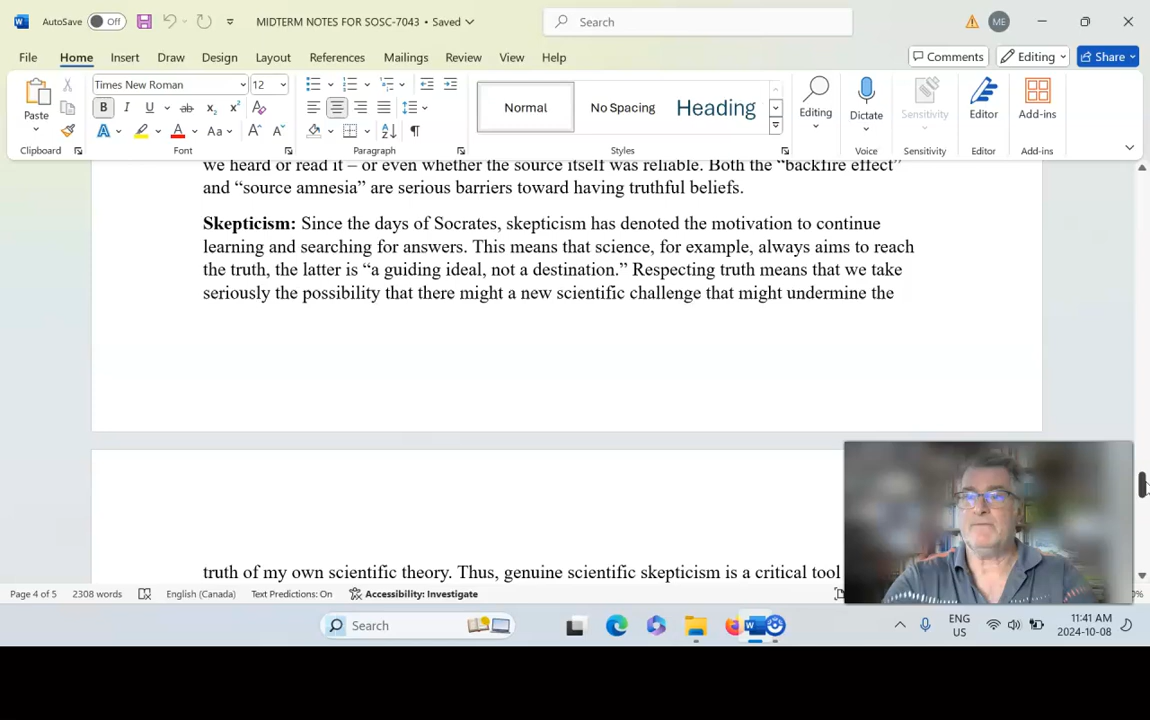 AutoSave Off MIDTERM NOTES FOR SOSC-7043 • Saved Search ME
File Home Insert Draw Design Layout References Mailings Review View Help Comments Editing Share
Times New Roman 12
Paste
B I U ab x₂ x² A
A A Aa A A
Normal No Spacing Heading
Editing Dictate Sensitivity Editor Add-ins
Clipboard Font Paragraph Styles Voice Sensitivity Editor Add-ins
we heard or read it – or even whether the source itself was reliable. Both the “backfire effect”
and “source amnesia” are serious barriers toward having truthful beliefs.
Skepticism: Since the days of Socrates, skepticism has denoted the motivation to continue
learning and searching for answers. This means that science, for example, always aims to reach
the truth, the latter is “a guiding ideal, not a destination.” Respecting truth means that we take
seriously the possibility that there might a new scientific challenge that might undermine the
truth of my own scientific theory. Thus, genuine scientific skepticism is a critical tool
Page 4 of 5 2308 words English (Canada) Text Predictions: On Accessibility: Investigate
Search
ENG
US
11:41 AM
2024-10-08